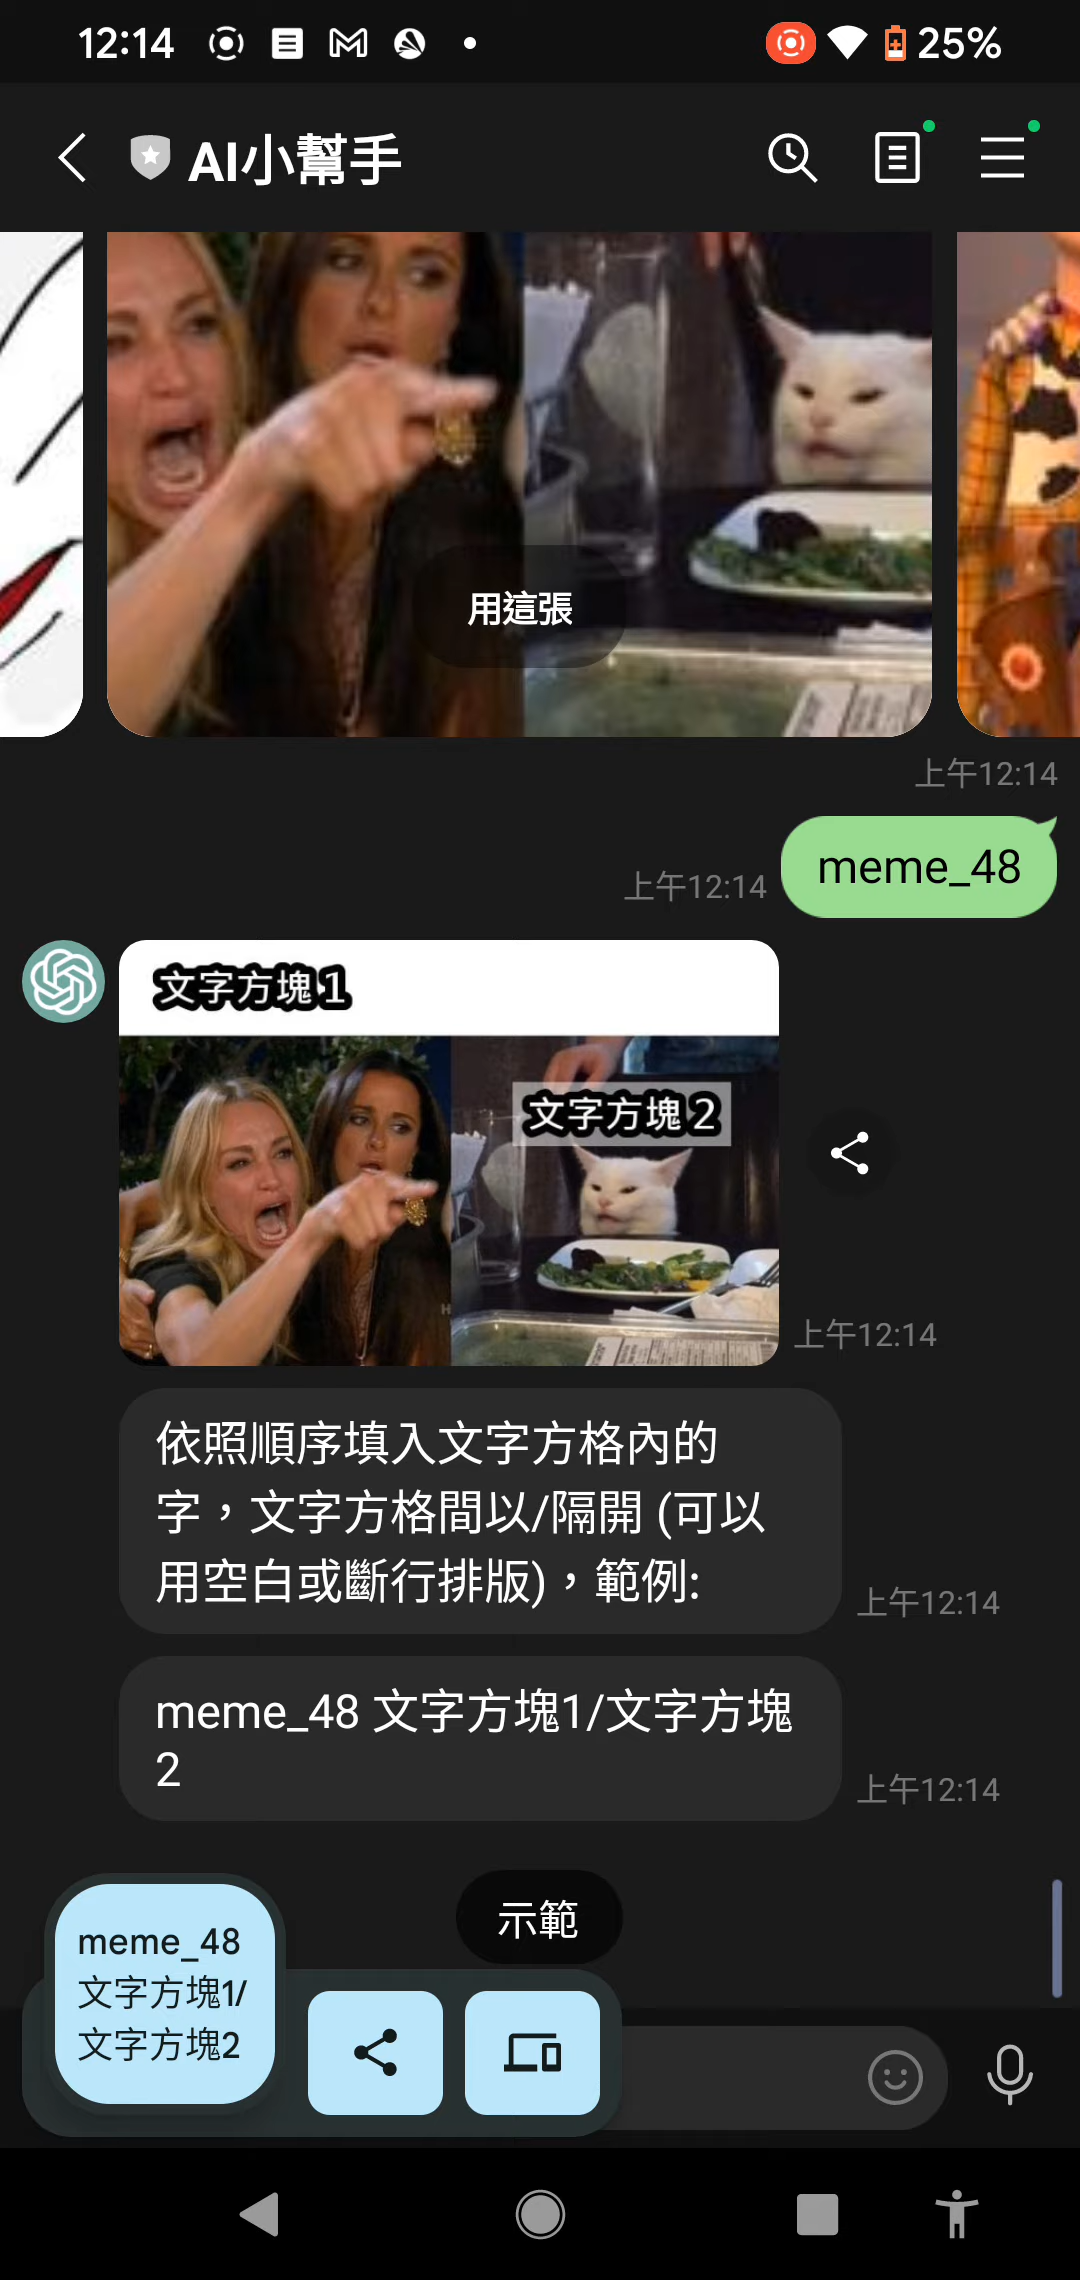 12:14
25%
AI小幫手
用這張
上午12:14
meme_48
上午12:14
文字方塊1
文字方塊2
上午12:14
依照順序填入文字方格內的
字，文字方格間以/隔開 (可以
用空白或斷行排版)，範例:
上午12:14
meme_48 文字方塊1/文字方塊
2
上午12:14
示範
meme_48
文字方塊1/
文字方塊2